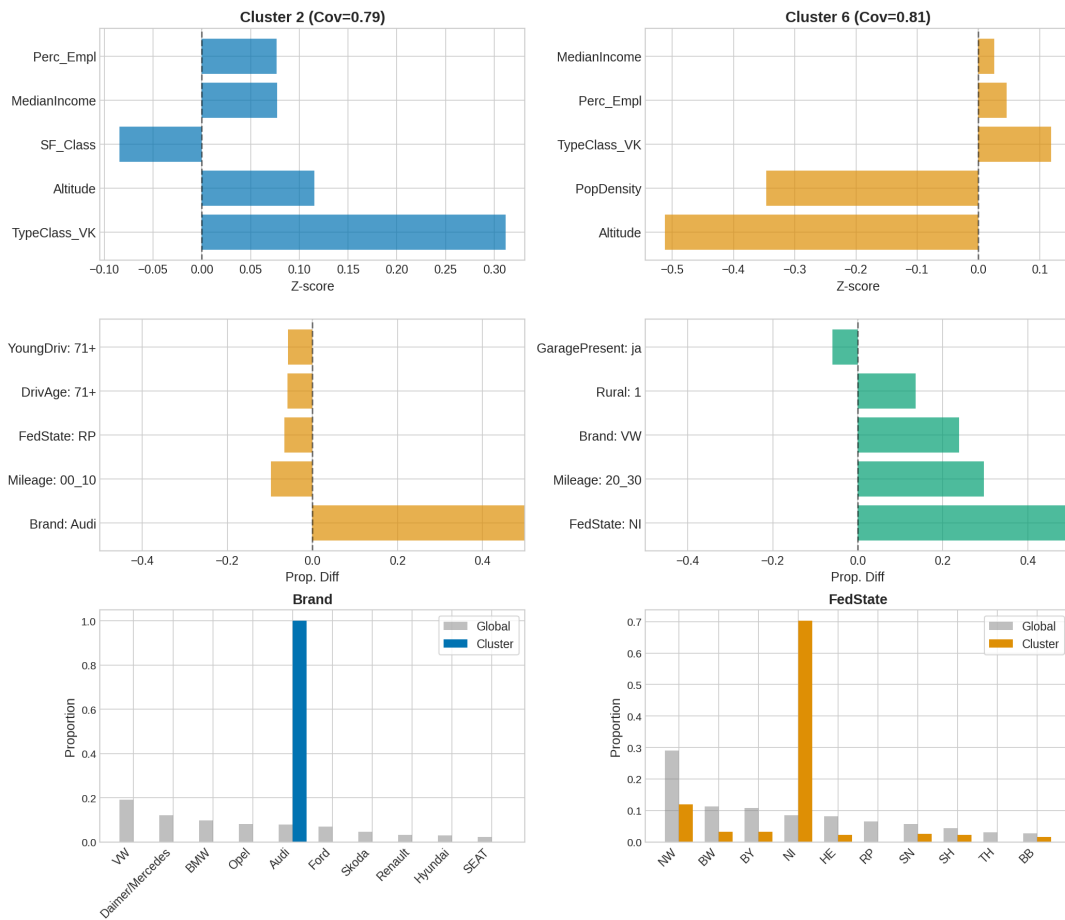 Cluster 2 (Cov=0.79)
Perc_Empl
MedianIncome
SF_Class
Altitude
TypeClass_VK
−0.10 −0.05 0.00 0.05 0.10 0.15 0.20 0.25 0.30
Z-score
Cluster 6 (Cov=0.81)
MedianIncome
Perc_Empl
TypeClass_VK
PopDensity
Altitude
−0.5 −0.4 −0.3 −0.2 −0.1 0.0 0.1
Z-score
YoungDriv: 71+
DrivAge: 71+
FedState: RP
Mileage: 00_10
Brand: Audi
−0.4 −0.2 0.0 0.2 0.4
Prop. Diff
GaragePresent: ja
Rural: 1
Brand: VW
Mileage: 20_30
FedState: NI
−0.4 −0.2 0.0 0.2 0.4
Prop. Diff
Brand
Global
Cluster
Proportion
1.0
0.8
0.6
0.4
0.2
0.0
VW Daimer/Mercedes BMW Opel Audi Ford Skoda Renault Hyundai SEAT
FedState
Global
Cluster
Proportion
0.7
0.6
0.5
0.4
0.3
0.2
0.1
0.0
NW BW BY NI HE RP SN SH TH BB